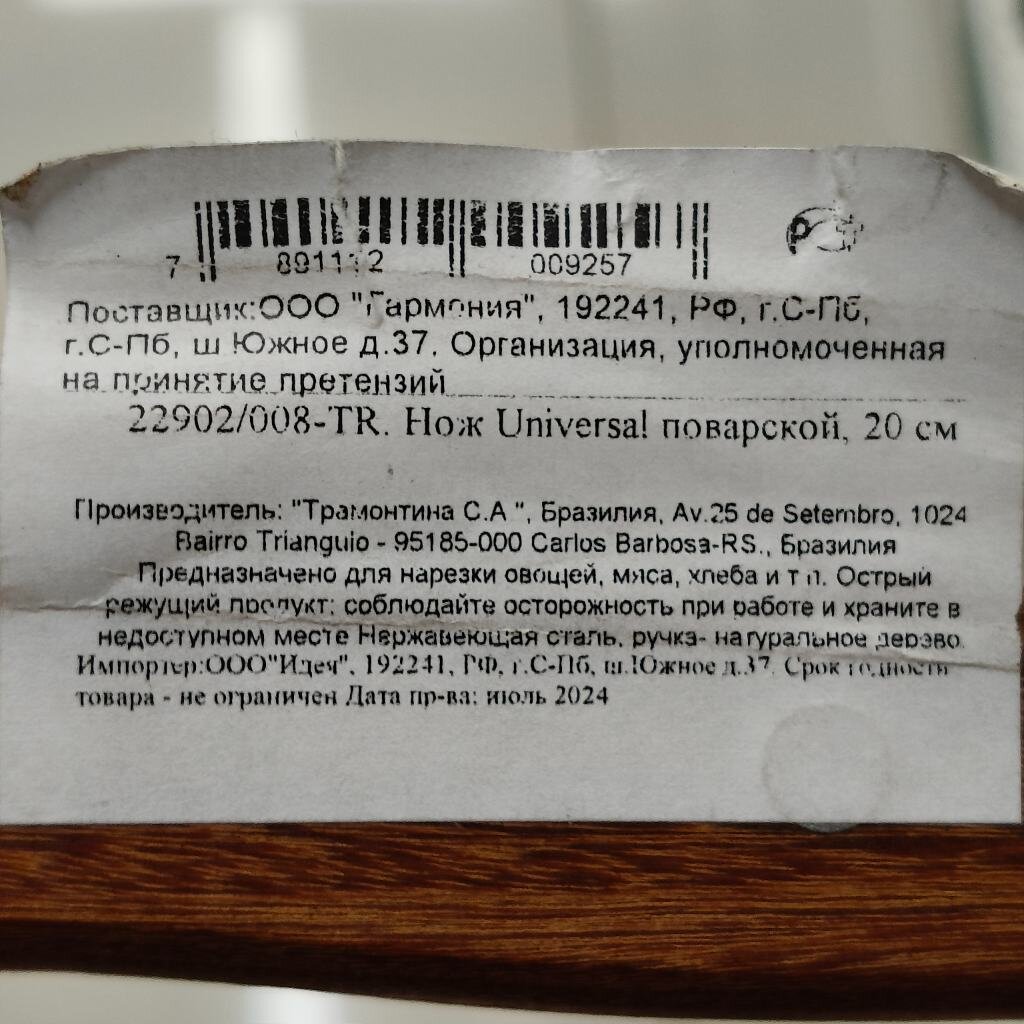 7 891112 009257
Поставщик:ООО "Гармония", 192241, РФ, г.С-Пб,
г.С-Пб, ш Южное д.37. Организация, уполномоченная
на принятие претензий
22902/008-TR. Нож Universal поварской, 20 см
Производитель: "Трамонтина С.А ", Бразилия, Av.25 de Setembro, 1024
Bairro Trianguio - 95185-000 Carlos Barbosa-RS., Бразилия
Предназначено для нарезки овощей, мяса, хлеба и т п. Острый
режущий продукт: соблюдайте осторожность при работе и храните в
недоступном месте Нержавеющая сталь, ручка- натуральное дерево.
Импортер:ООО"Идея", 192241, РФ, г.С-Пб, ш.Южное д.37. Срок годности
товара - не ограничен Дата пр-ва: июль 2024